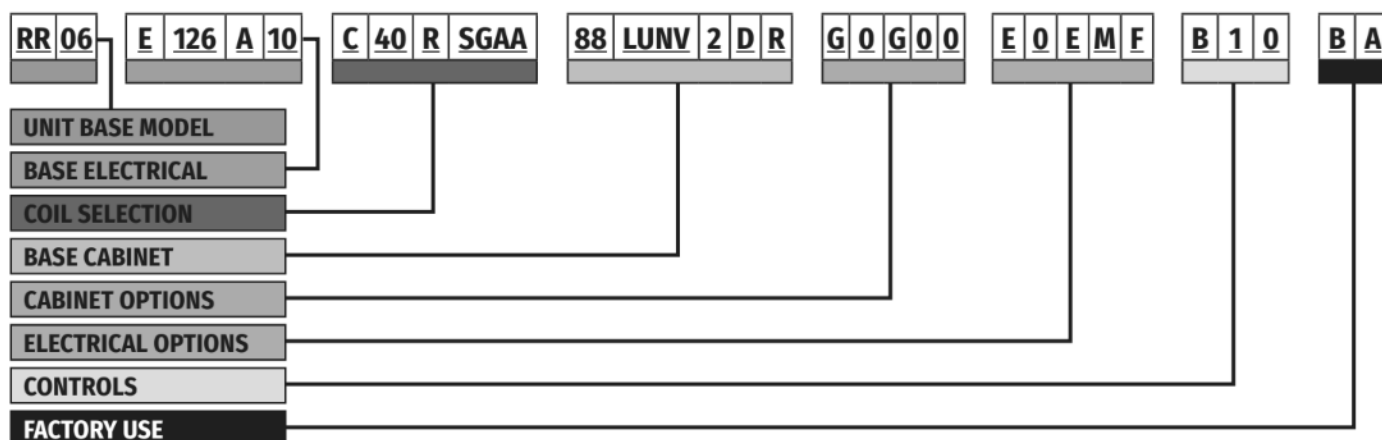 RR 06 E 126 A 10 C 40 R SGAA 88 LUNV 2 D R G 0 G 0 0 E 0 E M F B 1 0 B A
UNIT BASE MODEL
BASE ELECTRICAL
COIL SELECTION
BASE CABINET
CABINET OPTIONS
ELECTRICAL OPTIONS
CONTROLS
FACTORY USE